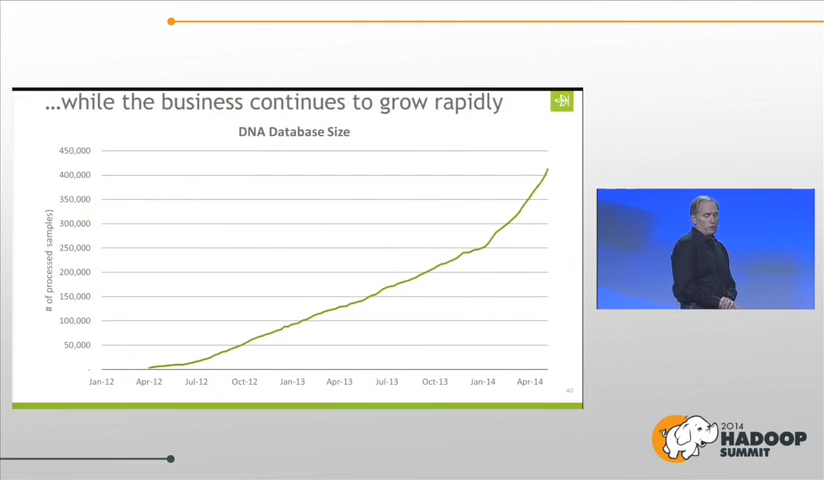 ...while the business continues to grow rapidly
DNA Database Size
450,000
400,000
350,000
300,000
250,000
200,000
150,000
100,000
50,000
-
# of processed samples)
Jan-12 Apr-12 Jul-12 Oct-12 Jan-13 Apr-13 Jul-13 Oct-13 Jan-14 Apr-14
40
2014
HADOOP
SUMMIT